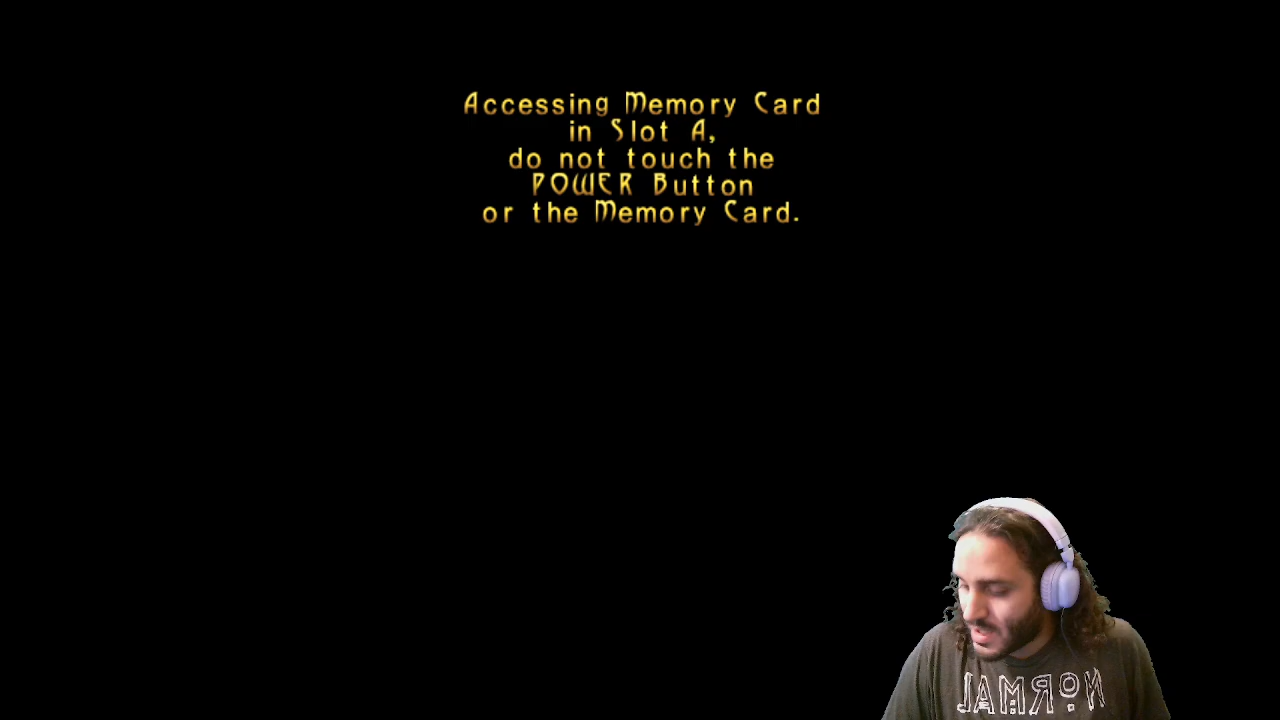 Accessing Memory Card
in Slot A,
do not touch the
POWER Button
or the Memory Card.
NORMAL